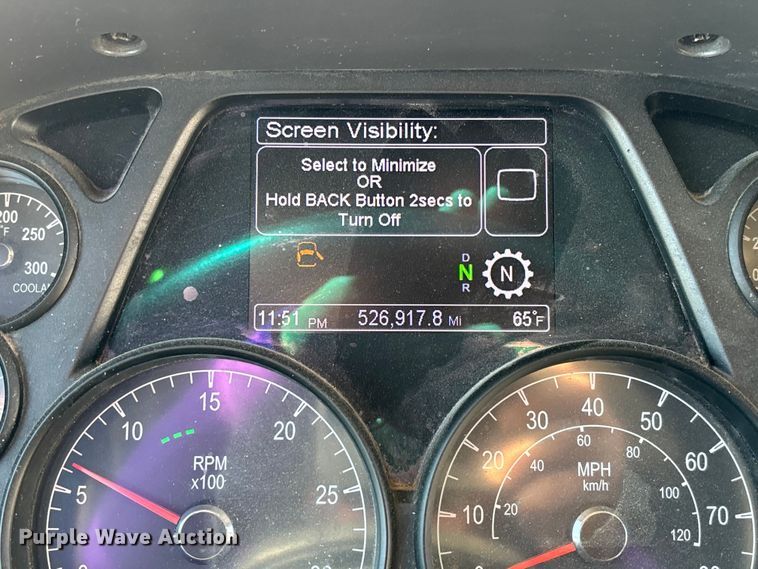 Screen Visibility:
Select to Minimize
OR
Hold BACK Button 2secs to
Turn Off
D
N
R
N
11:51 PM 526,917.8 Mi 65°F
200
°F
250
300
COOLAN
5
10
15
20
25
RPM
x100
10
20
30
40
50
60
70
MPH
km/h
20
40
60
80
100
120
Purple Wave Auction